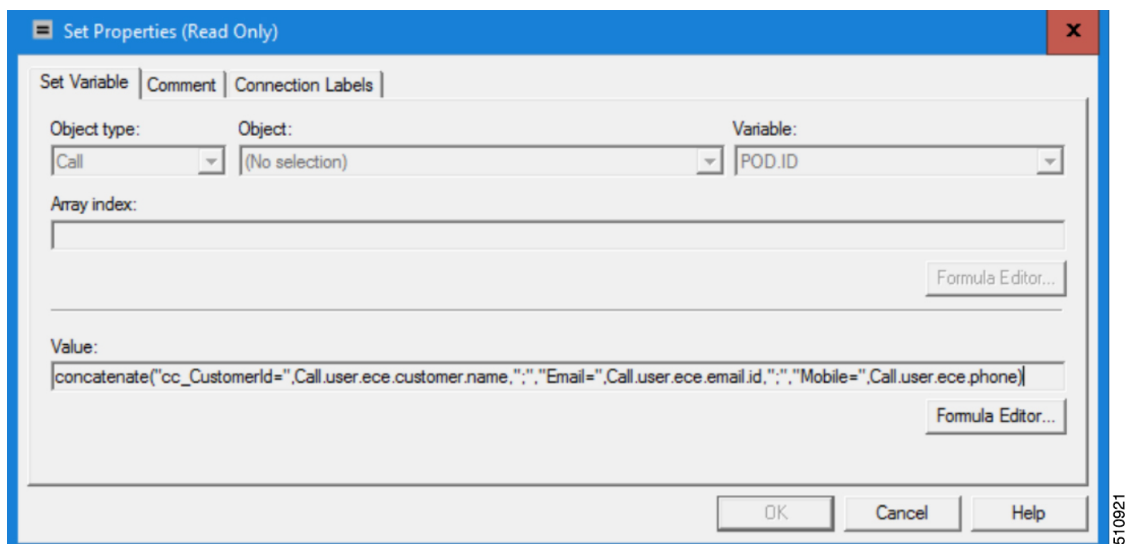 Set Properties (Read Only)
x
Set Variable Comment Connection Labels
Object type: Object: Variable:
Call (No selection) POD.ID
Array index:
Formula Editor...
Value:
concatenate("cc_CustomerId=",Call.user.ece.customer.name,";","Email=",Call.user.ece.email.id,";","Mobile=",Call.user.ece.phone)
Formula Editor...
OK Cancel Help
510921